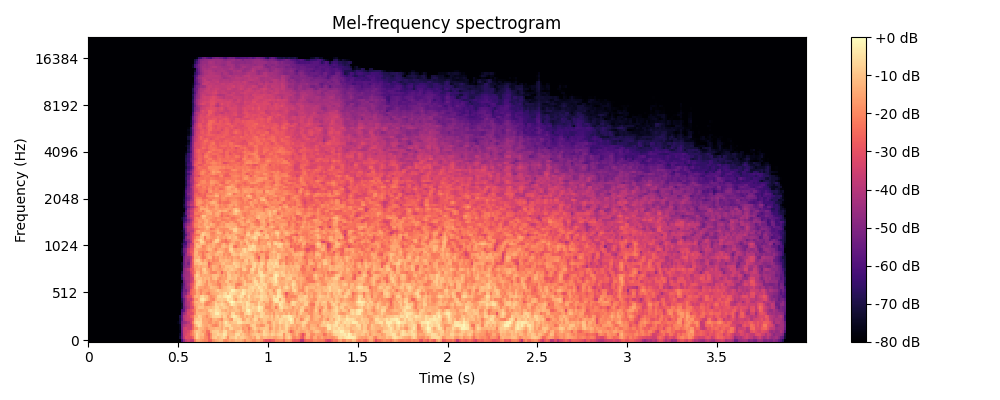 Mel-frequency spectrogram
Frequency (Hz)
16384
8192
4096
2048
1024
512
0
0 0.5 1 1.5 2 2.5 3 3.5
Time (s)
+0 dB
-10 dB
-20 dB
-30 dB
-40 dB
-50 dB
-60 dB
-70 dB
-80 dB